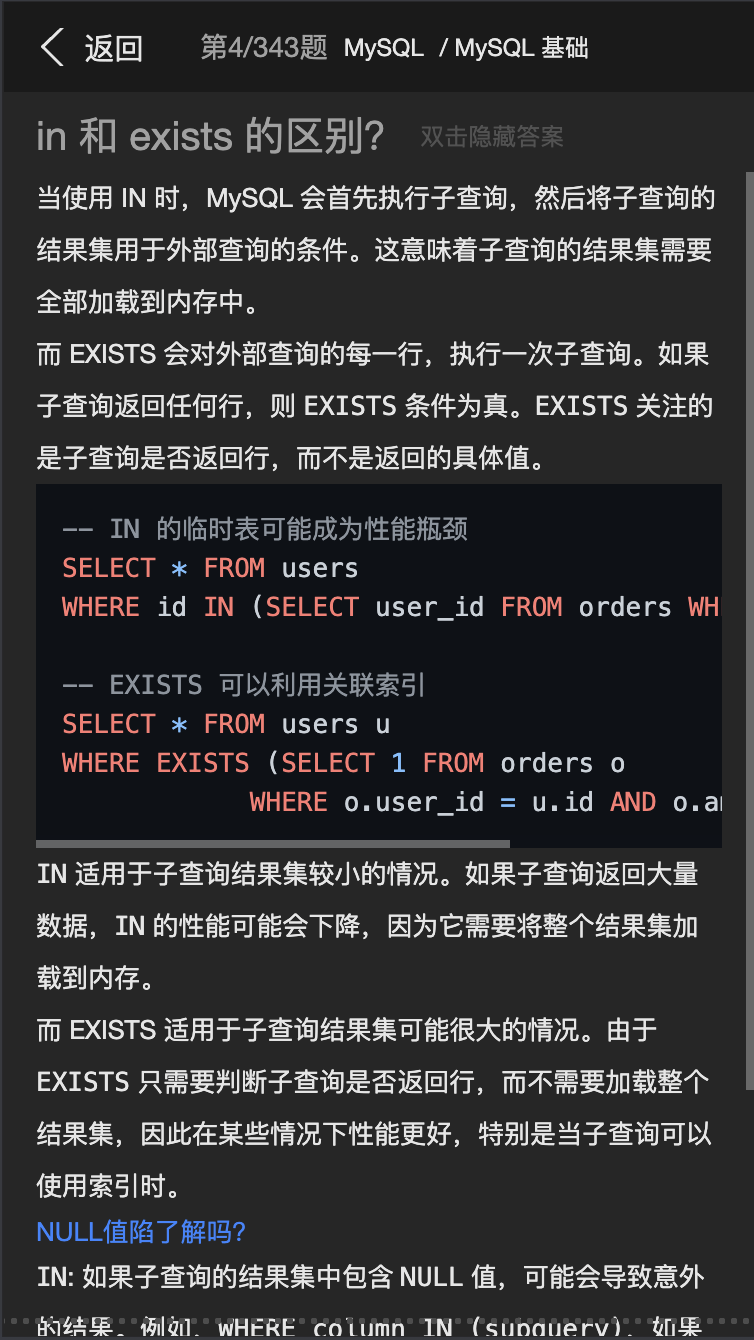 返回 第4/343题 MySQL / MySQL 基础
in 和 exists 的区别? 双击隐藏答案
当使用 IN 时，MySQL 会首先执行子查询，然后将子查询的
结果集用于外部查询的条件。这意味着子查询的结果集需要
全部加载到内存中。
而 EXISTS 会对外部查询的每一行，执行一次子查询。如果
子查询返回任何行，则 EXISTS 条件为真。EXISTS 关注的
是子查询是否返回行，而不是返回的具体值。
-- IN 的临时表可能成为性能瓶颈
SELECT * FROM users
WHERE id IN (SELECT user_id FROM orders WH
-- EXISTS 可以利用关联索引
SELECT * FROM users u
WHERE EXISTS (SELECT 1 FROM orders o
WHERE o.user_id = u.id AND o.a
IN 适用于子查询结果集较小的情况。如果子查询返回大量
数据，IN 的性能可能会下降，因为它需要将整个结果集加
载到内存。
而 EXISTS 适用于子查询结果集可能很大的情况。由于
EXISTS 只需要判断子查询是否返回行，而不需要加载整个
结果集，因此在某些情况下性能更好，特别是当子查询可以
使用索引时。
NULL值陷了解吗?
IN: 如果子查询的结果集中包含 NULL 值，可能会导致意外
的结果。例如，WHERE column IN (subquery)，如果